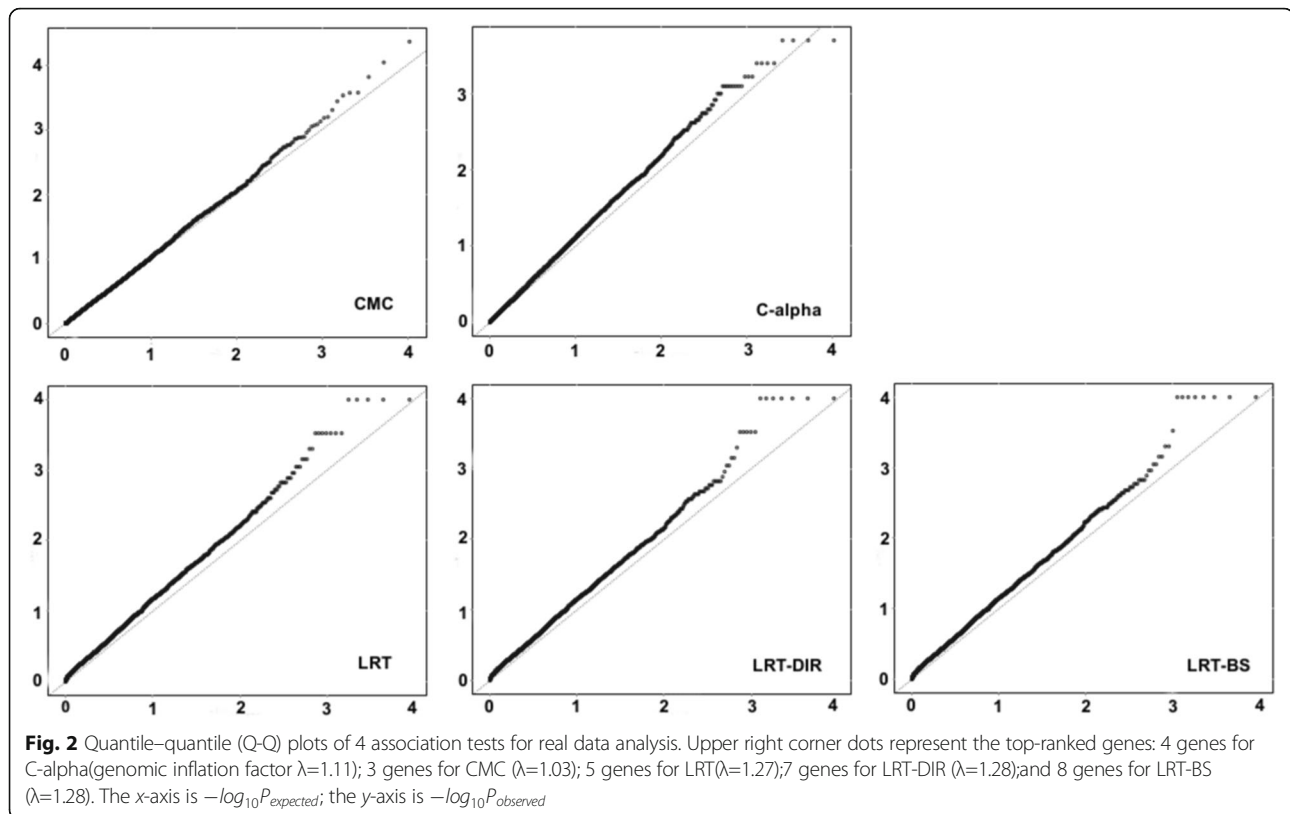 4
3
2
1
0
CMC
0 1 2 3 4
3
2
1
0
C-alpha
0 1 2 3 4
4
3
2
1
0
LRT
0 1 2 3 4
4
3
2
1
0
LRT-DIR
0 1 2 3 4
4
3
2
1
0
LRT-BS
0 1 2 3 4
Fig. 2 Quantile–quantile (Q-Q) plots of 4 association tests for real data analysis. Upper right corner dots represent the top-ranked genes: 4 genes for
C-alpha(genomic inflation factor λ=1.11); 3 genes for CMC (λ=1.03); 5 genes for LRT(λ=1.27);7 genes for LRT-DIR (λ=1.28);and 8 genes for LRT-BS
(λ=1.28). The x-axis is −log₁₀P_expected; the y-axis is −log₁₀P_observed